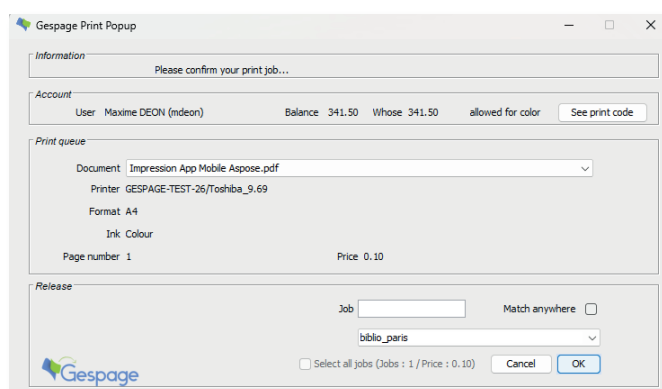 Gespage Print Popup
Information
Please confirm your print job...
Account
User Maxime DEON (mdeon) Balance 341.50 Whose 341.50 allowed for color See print code
Print queue
Document Impression App Mobile Aspose.pdf
Printer GESPAGE-TEST-26/Toshiba_9.69
Format A4
Ink Colour
Page number 1 Price 0.10
Release
Job Match anywhere
biblio_paris
Select all jobs (Jobs : 1 / Price : 0.10) Cancel OK
Gespage